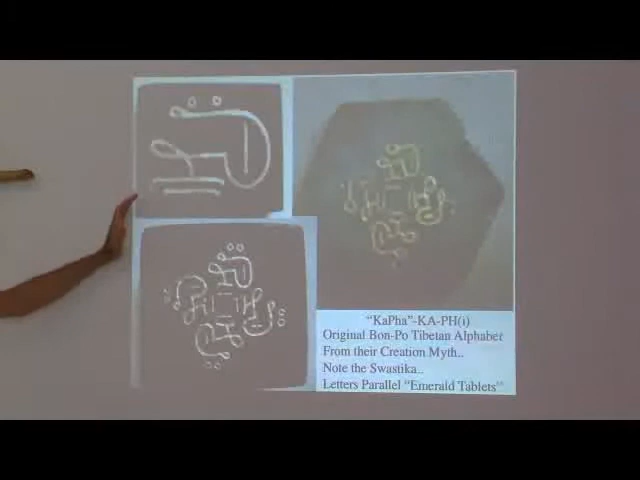 “KaPha”-KA-PH(i)
Original Bon-Po Tibetan Alphabet
From their Creation Myth..
Note the Swastika..
Letters Parallel “Emerald Tablets”